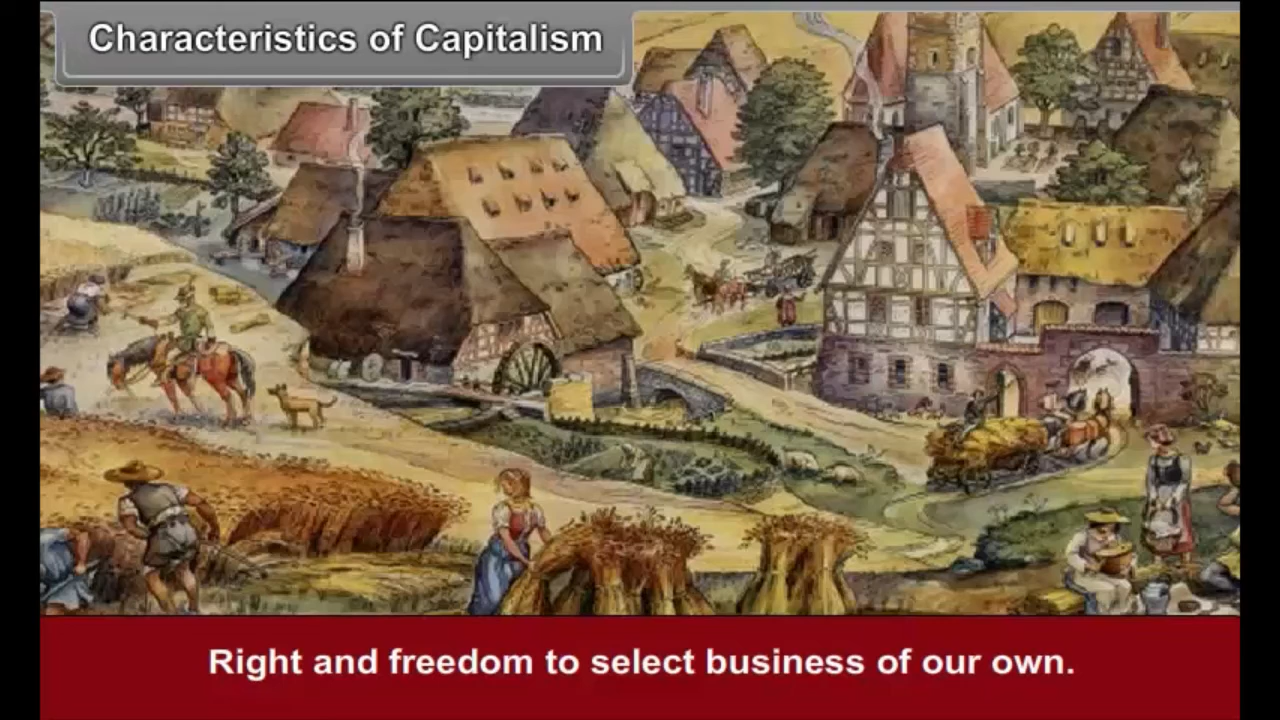 Characteristics of Capitalism
Right and freedom to select business of our own.